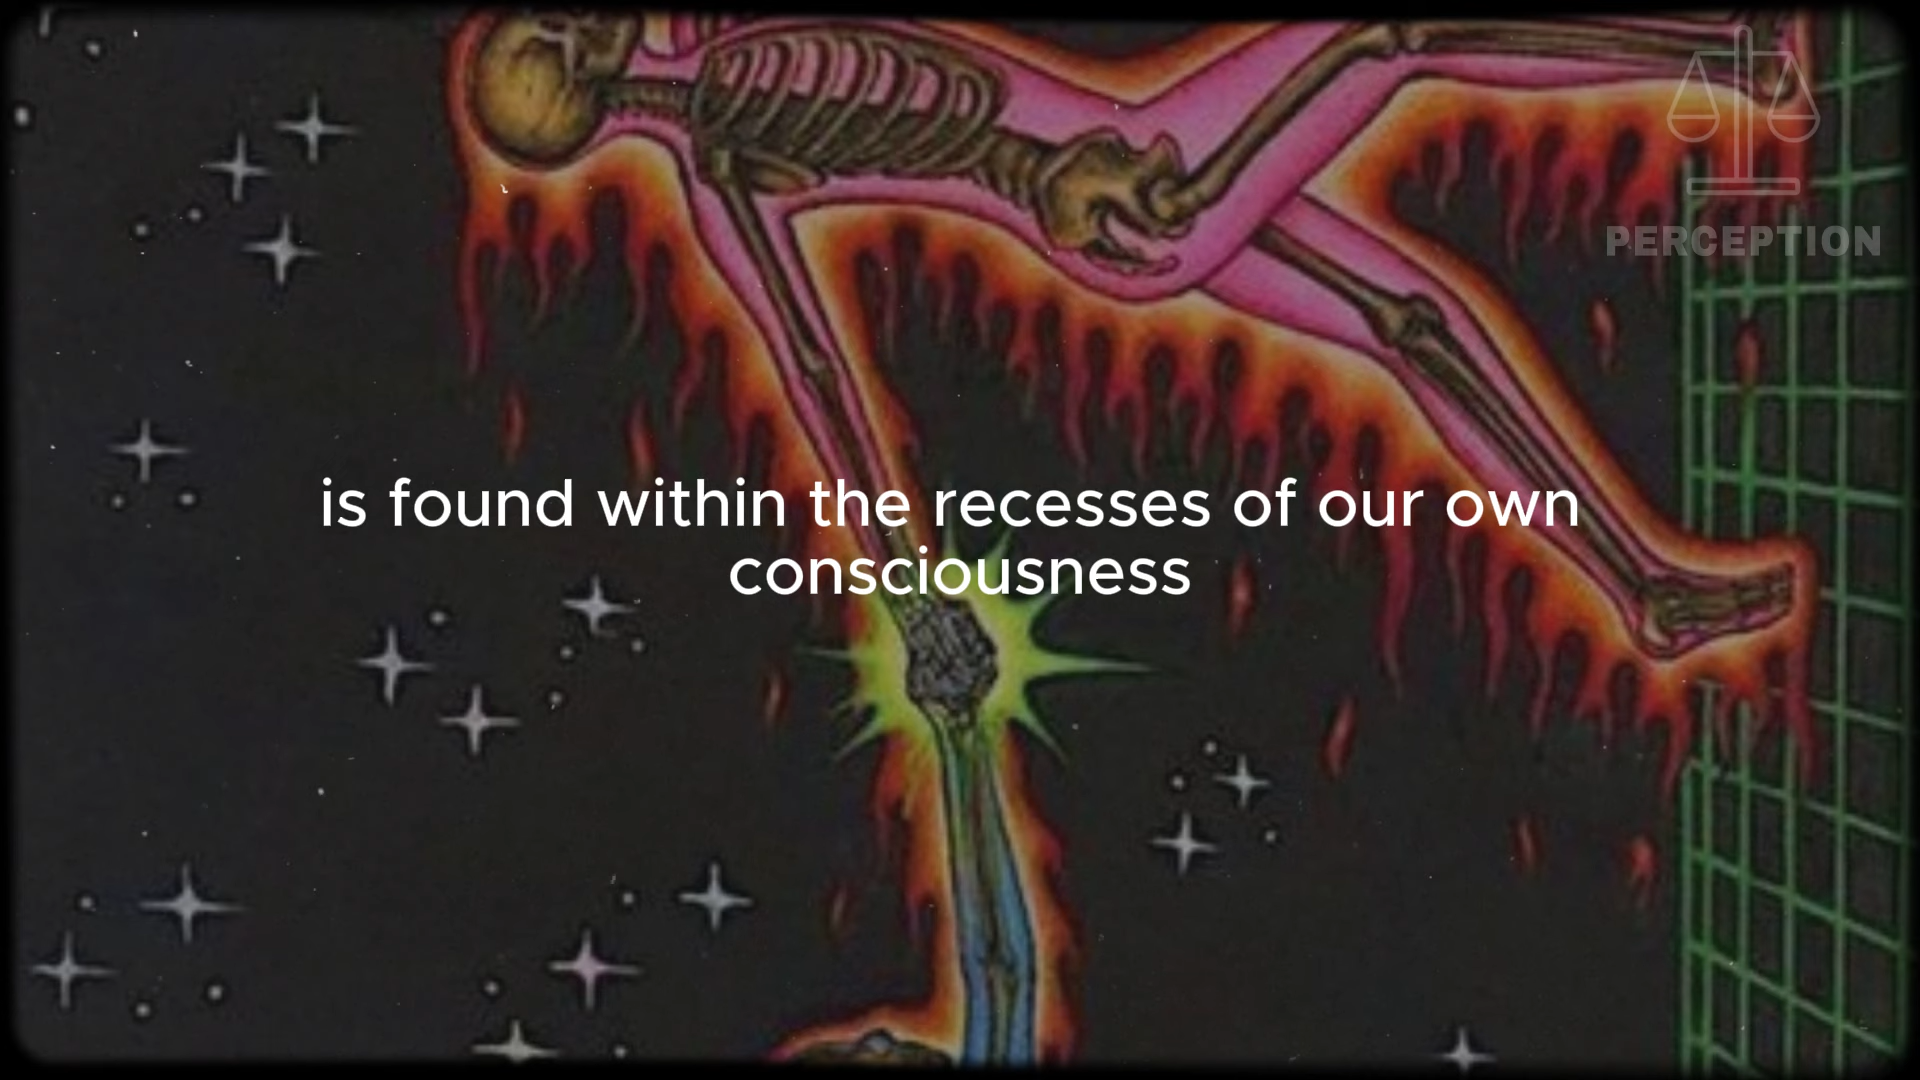 PERCEPTION
is found within the recesses of our own
consciousness